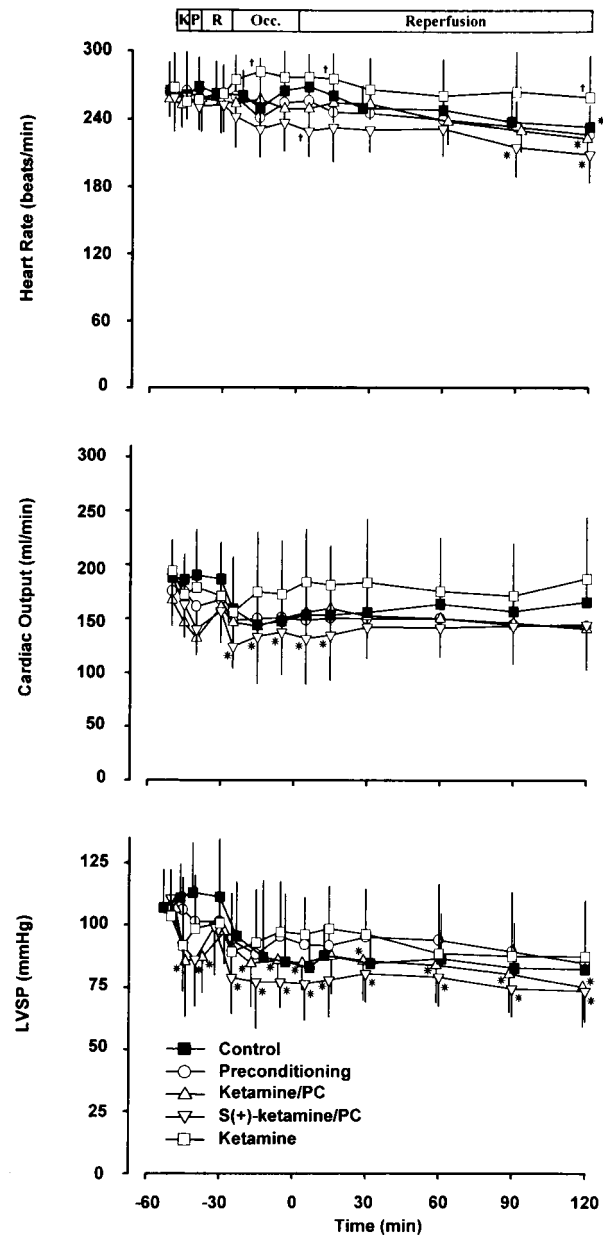 K P R Occ. Reperfusion
300
240
180
120
60
0
Heart Rate (beats/min)
† † † † * * * *
300
250
200
150
100
50
0
Cardiac Output (ml/min)
* * * * *
125
100
75
50
25
0
LVSP (mmHg)
* * * * * * * * * * * * * * * * * *
Control
Preconditioning
Ketamine/PC
S(+)-ketamine/PC
Ketamine
-60 -30 0 30 60 90 120
Time (min)